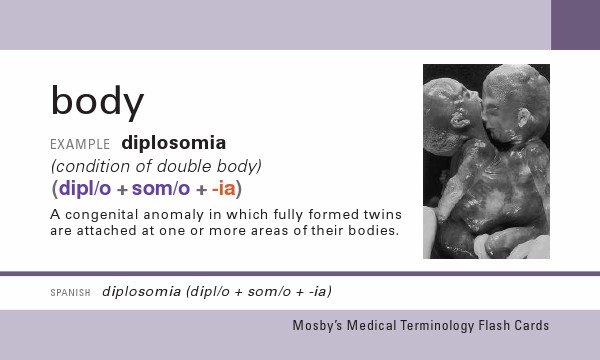 body
EXAMPLE diplosomia
(condition of double body)
(dipl/o + som/o + -ia)
A congenital anomaly in which fully formed twins
are attached at one or more areas of their bodies.
SPANISH diplosomia (dipl/o + som/o + -ia)
Mosby's Medical Terminology Flash Cards